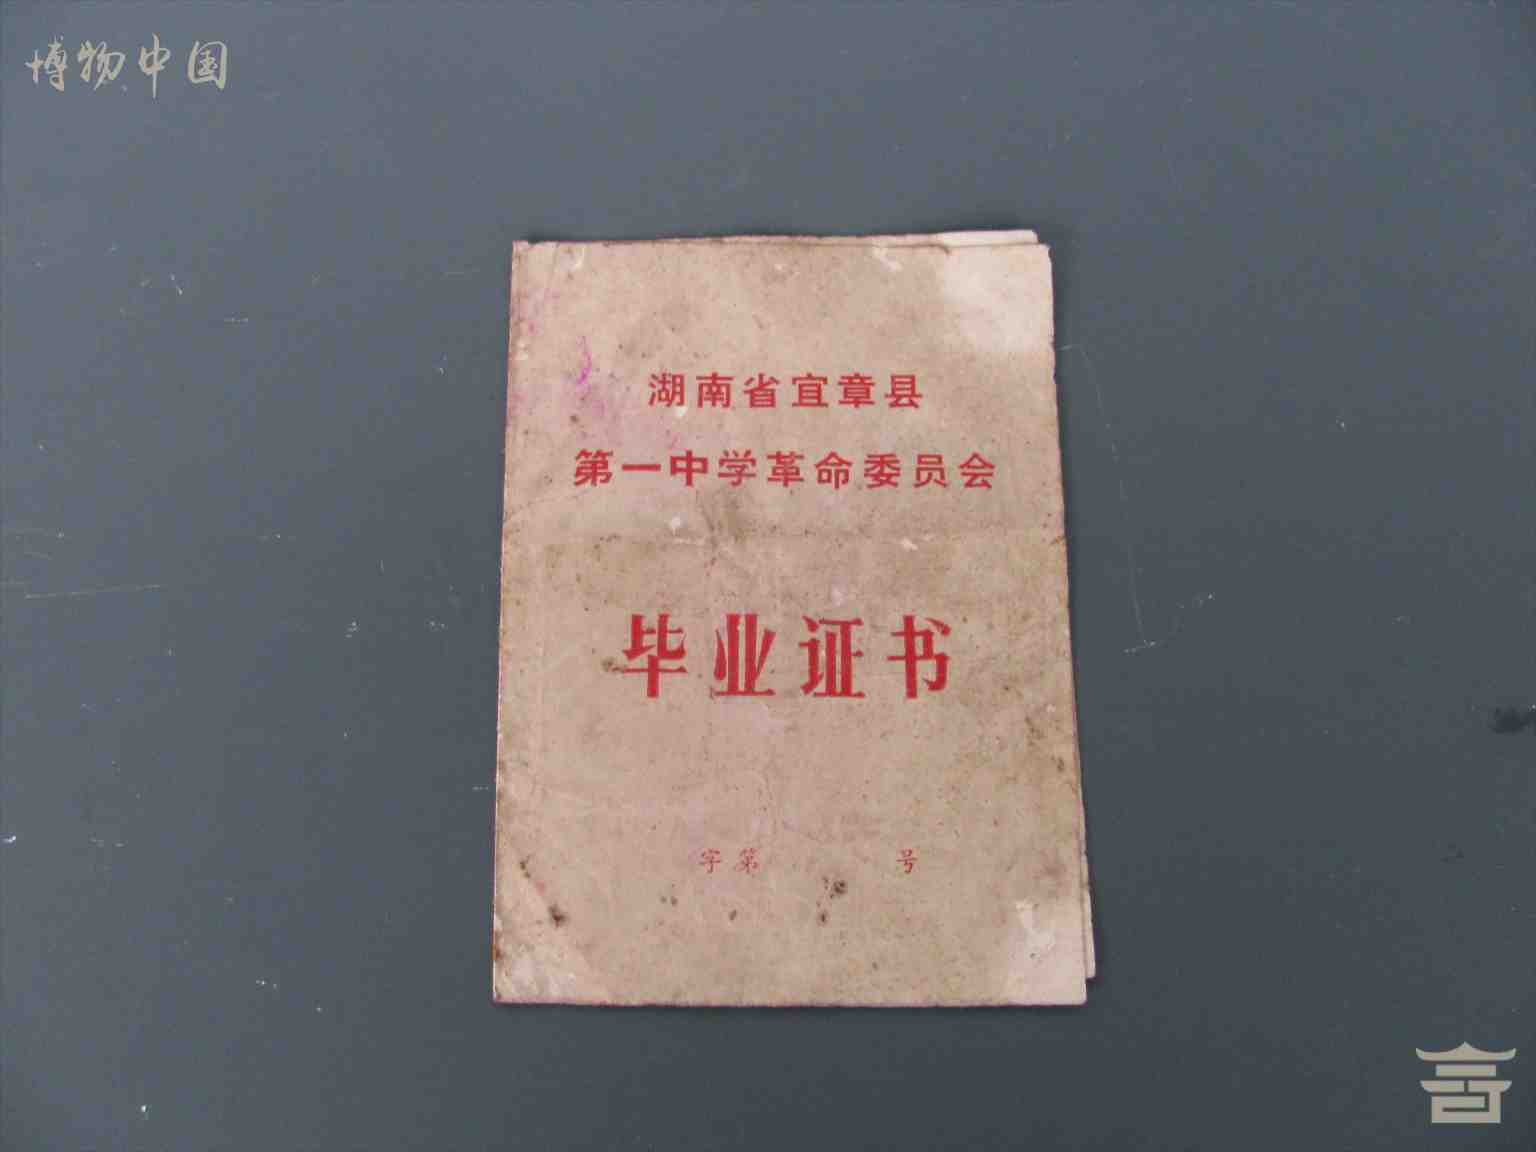 博物中国
湖南省宜章县
第一中学革命委员会
毕业证书
字第 号